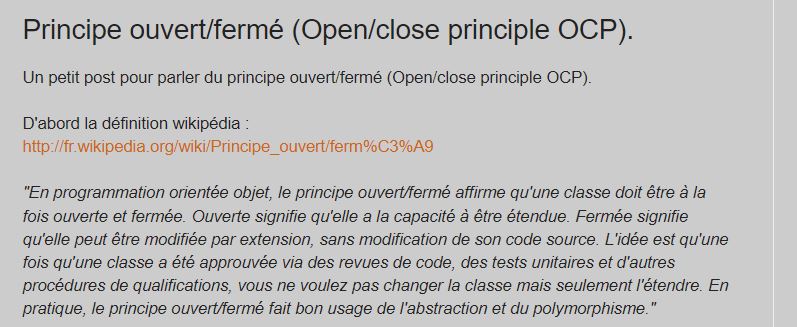 Principe ouvert/fermé (Open/close principle OCP).
Un petit post pour parler du principe ouvert/fermé (Open/close principle OCP).
D'abord la définition wikipédia :
http://fr.wikipedia.org/wiki/Principe_ouvert/ferm%C3%A9
"En programmation orientée objet, le principe ouvert/fermé affirme qu'une classe doit être à la
fois ouverte et fermée. Ouverte signifie qu'elle a la capacité à être étendue. Fermée signifie
qu'elle peut être modifiée par extension, sans modification de son code source. L'idée est qu'une
fois qu'une classe a été approuvée via des revues de code, des tests unitaires et d'autres
procédures de qualifications, vous ne voulez pas changer la classe mais seulement l'étendre. En
pratique, le principe ouvert/fermé fait bon usage de l'abstraction et du polymorphisme."